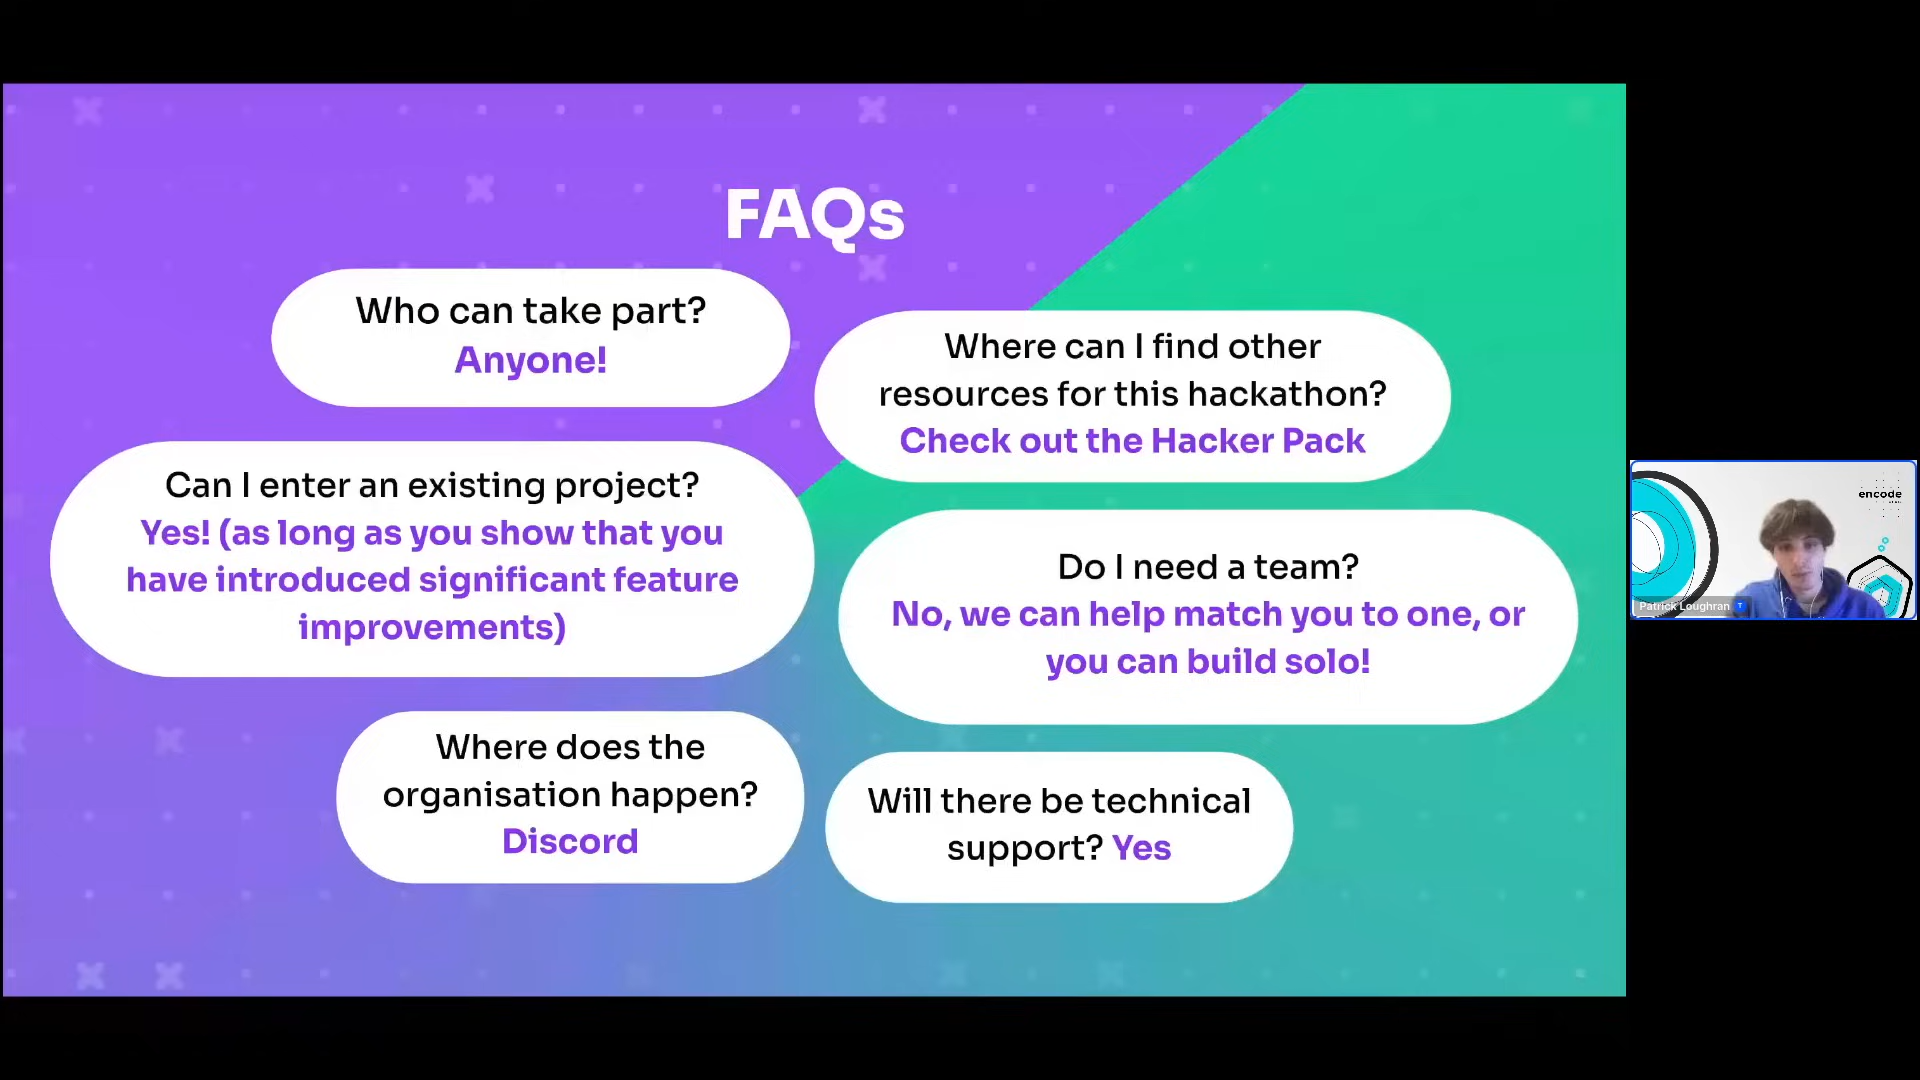 FAQs
Who can take part?
Anyone!
Where can I find other
resources for this hackathon?
Check out the Hacker Pack
Can I enter an existing project?
Yes! (as long as you show that you
have introduced significant feature
improvements)
Do I need a team?
No, we can help match you to one, or
you can build solo!
Where does the
organisation happen?
Discord
Will there be technical
support? Yes
encode
Patrick Loughran
T